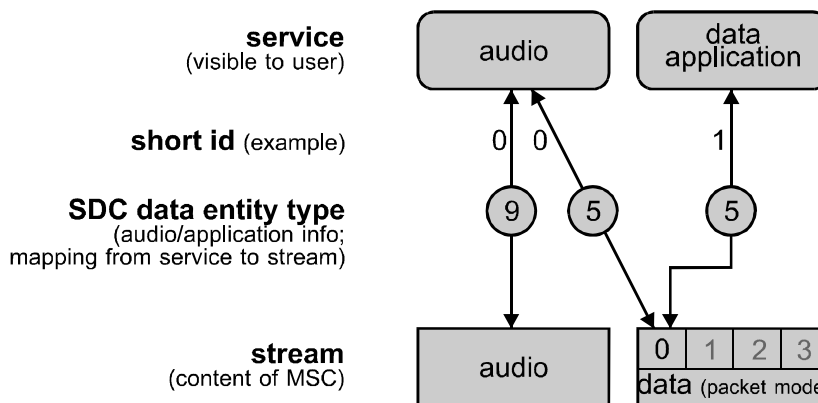 service
(visible to user)
audio
data
application
short id (example)
0
0
1
SDC data entity type
(audio/application info;
mapping from service to stream)
9
5
5
stream
(content of MSC)
audio
0
1
2
3
data (packet mode